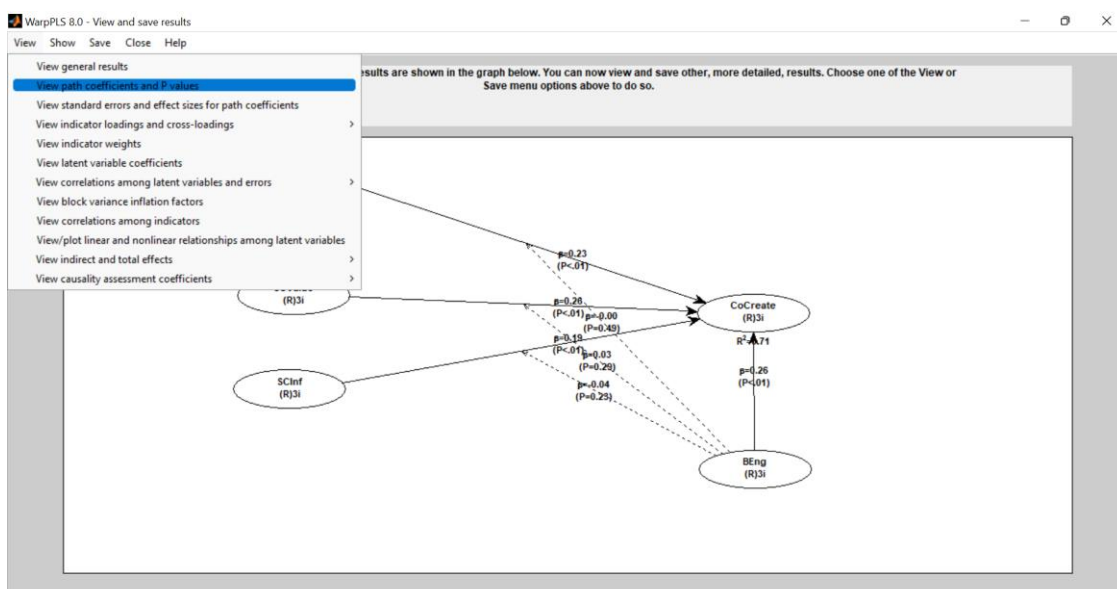 WarpPLS 8.0 - View and save results
View Show Save Close Help
View general results
View path coefficients and P values
View standard errors and effect sizes for path coefficients
View indicator loadings and cross-loadings
View indicator weights
View latent variable coefficients
View correlations among latent variables and errors
View block variance inflation factors
View correlations among indicators
View/plot linear and nonlinear relationships among latent variables
View indirect and total effects
View causality assessment coefficients
results are shown in the graph below. You can now view and save other, more detailed, results. Choose one of the View or
Save menu options above to do so.
β=0.23
(P<.01)
(R)3i
β=0.26
(P<.01)
β=-0.00
(P=0.49)
CoCreate
(R)3i
R²=0.71
β=0.19
(P<.01)
β=0.03
(P=0.29)
SCInf
(R)3i
β=-0.04
(P=0.23)
β=0.26
(P<.01)
BEng
(R)3i